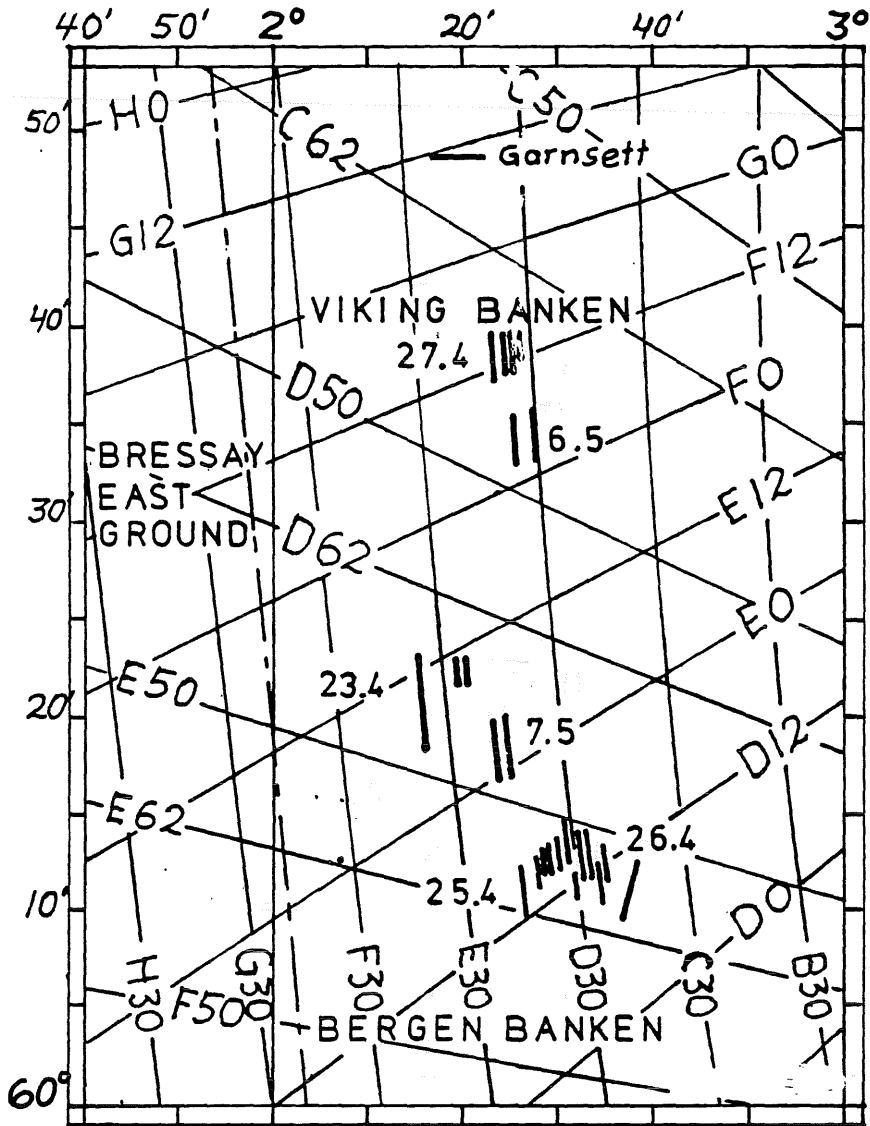 40' 50' 2° 20' 40' 3°
50'
H0
C50
C62
Garnsett
G0
G12
F12
40'
VIKING BANKEN
27.4
D50
F0
6.5
BRESSAY
EAST
GROUND
E12
30'
D62
E0
E50
23.4
20'
7.5
D12
E62
26.4
25.4
10'
D0
H30 G30 F30 E30 D30 C30 B30
F50
BERGEN BANKEN
60°